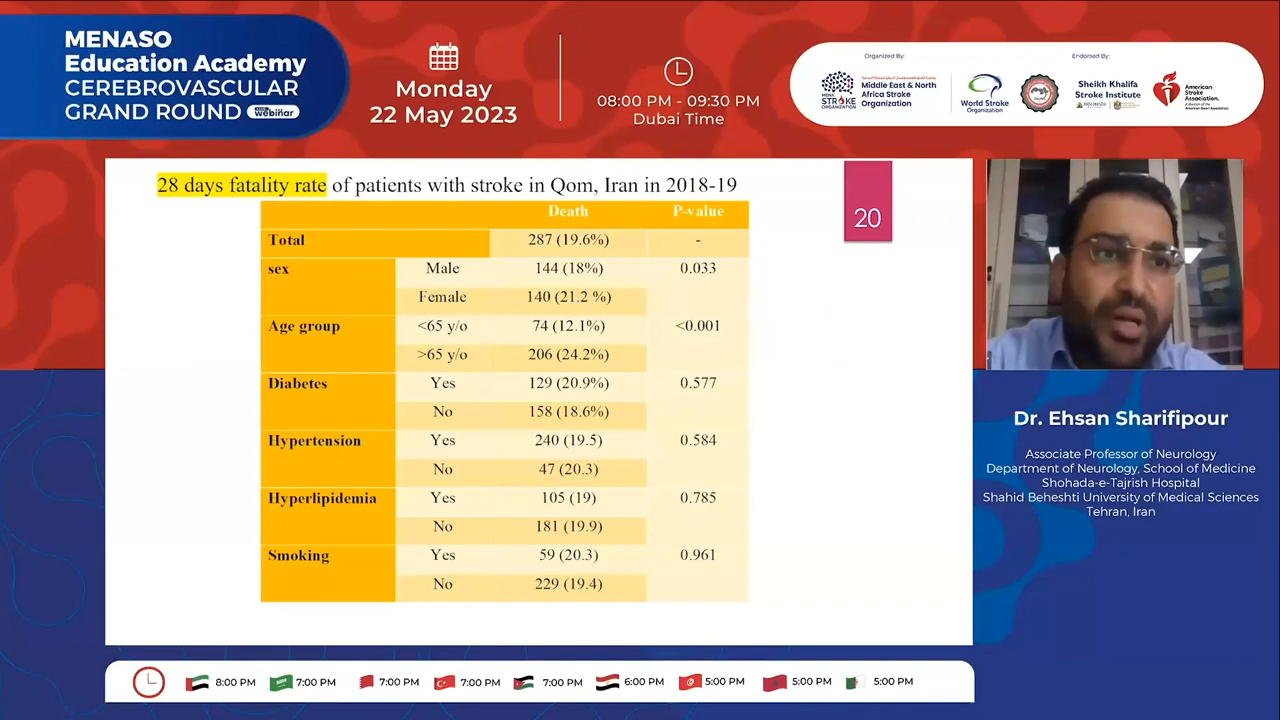 MENASO
Education Academy
CEREBROVASCULAR
GRAND ROUND
webinar
Monday
22 May 2023
08:00 PM - 09:30 PM
Dubai Time
Organized By:
Endorsed By:
MENA
STROKE
ORGANIZATION
Middle East & North
Africa Stroke
Organization
World Stroke
Organization
Sheikh Khalifa
Stroke Institute
American
Stroke
Association.
28 days fatality rate of patients with stroke in Qom, Iran in 2018-19
20
Death P-value
Total 287 (19.6%) -
sex Male 144 (18%) 0.033
Female 140 (21.2 %)
Age group <65 y/o 74 (12.1%) <0.001
>65 y/o 206 (24.2%)
Diabetes Yes 129 (20.9%) 0.577
No 158 (18.6%)
Hypertension Yes 240 (19.5) 0.584
No 47 (20.3)
Hyperlipidemia Yes 105 (19) 0.785
No 181 (19.9)
Smoking Yes 59 (20.3) 0.961
No 229 (19.4)
Dr. Ehsan Sharifipour
Associate Professor of Neurology
Department of Neurology, School of Medicine
Shohada-e-Tajrish Hospital
Shahid Beheshti University of Medical Sciences
Tehran, Iran
8:00 PM 7:00 PM 7:00 PM 7:00 PM 7:00 PM 6:00 PM 5:00 PM 5:00 PM 5:00 PM